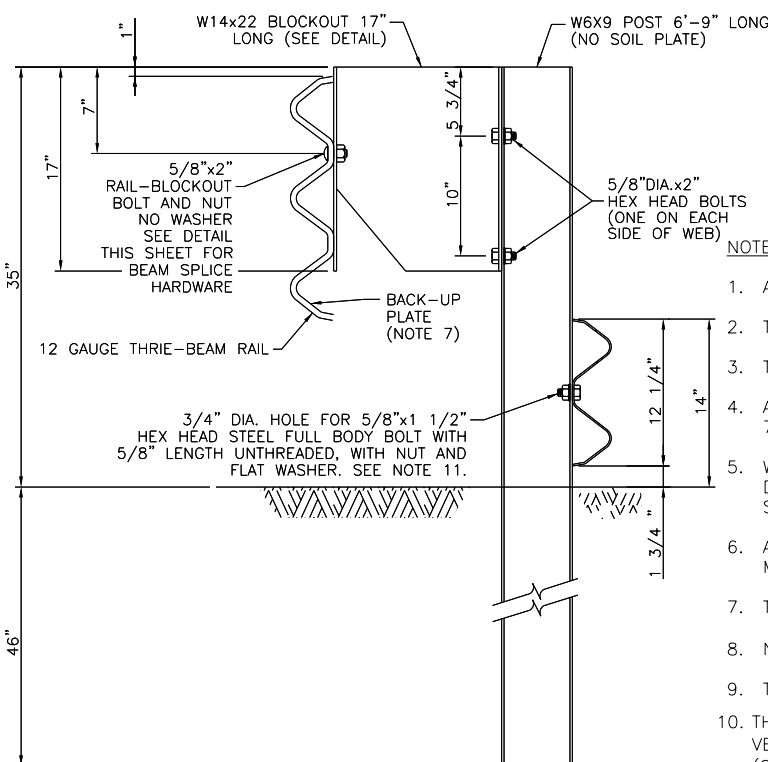 W14x22 BLOCKOUT 17"
LONG (SEE DETAIL)
W6X9 POST 6'-9" LONG
(NO SOIL PLATE)
1"
7"
17"
35"
46"
5 3/4"
10"
5/8"x2"
RAIL-BLOCKOUT
BOLT AND NUT
NO WASHER
SEE DETAIL
THIS SHEET FOR
BEAM SPLICE
HARDWARE
5/8"DIA.x2"
HEX HEAD BOLTS
(ONE ON EACH
SIDE OF WEB)
BACK-UP
PLATE
(NOTE 7)
12 GAUGE THRIE-BEAM RAIL
3/4" DIA. HOLE FOR 5/8"x1 1/2"
HEX HEAD STEEL FULL BODY BOLT WITH
5/8" LENGTH UNTHREADED, WITH NUT AND
FLAT WASHER. SEE NOTE 11.
12 1/4"
14"
1 3/4"
NOTE
1. A
2. T
3. T
4. A
7
5. W
D
S
6. A
M
7. T
8. N
9. T
10. TH
VE